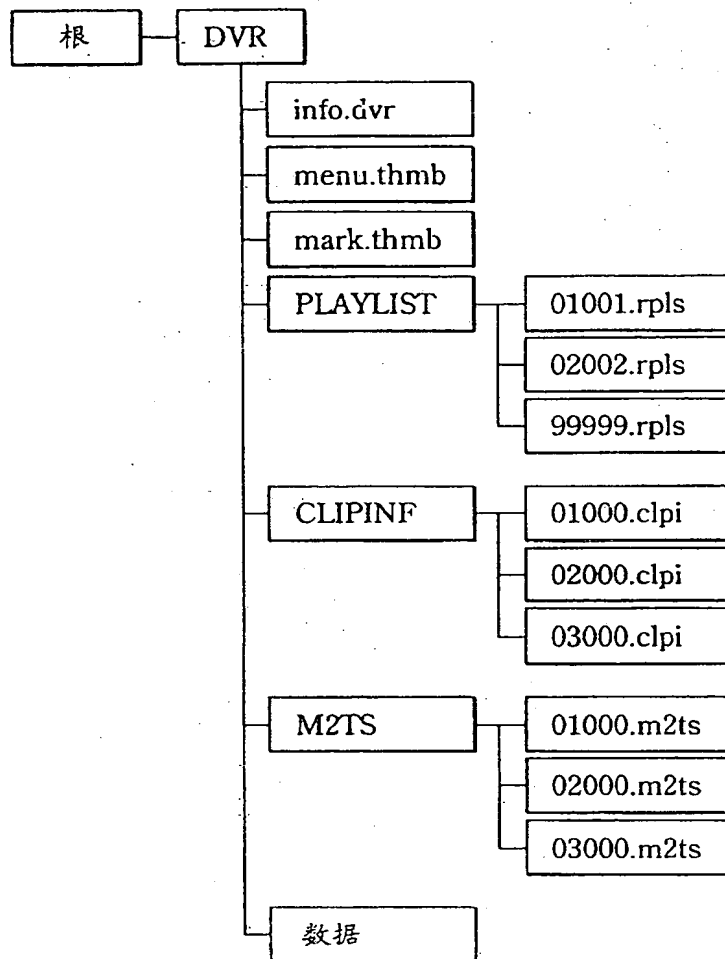 根
DVR
info.dvr
menu.thmb
mark.thmb
PLAYLIST
01001.rpls
02002.rpls
99999.rpls
CLIPINF
01000.clpi
02000.clpi
03000.clpi
M2TS
01000.m2ts
02000.m2ts
03000.m2ts
数据